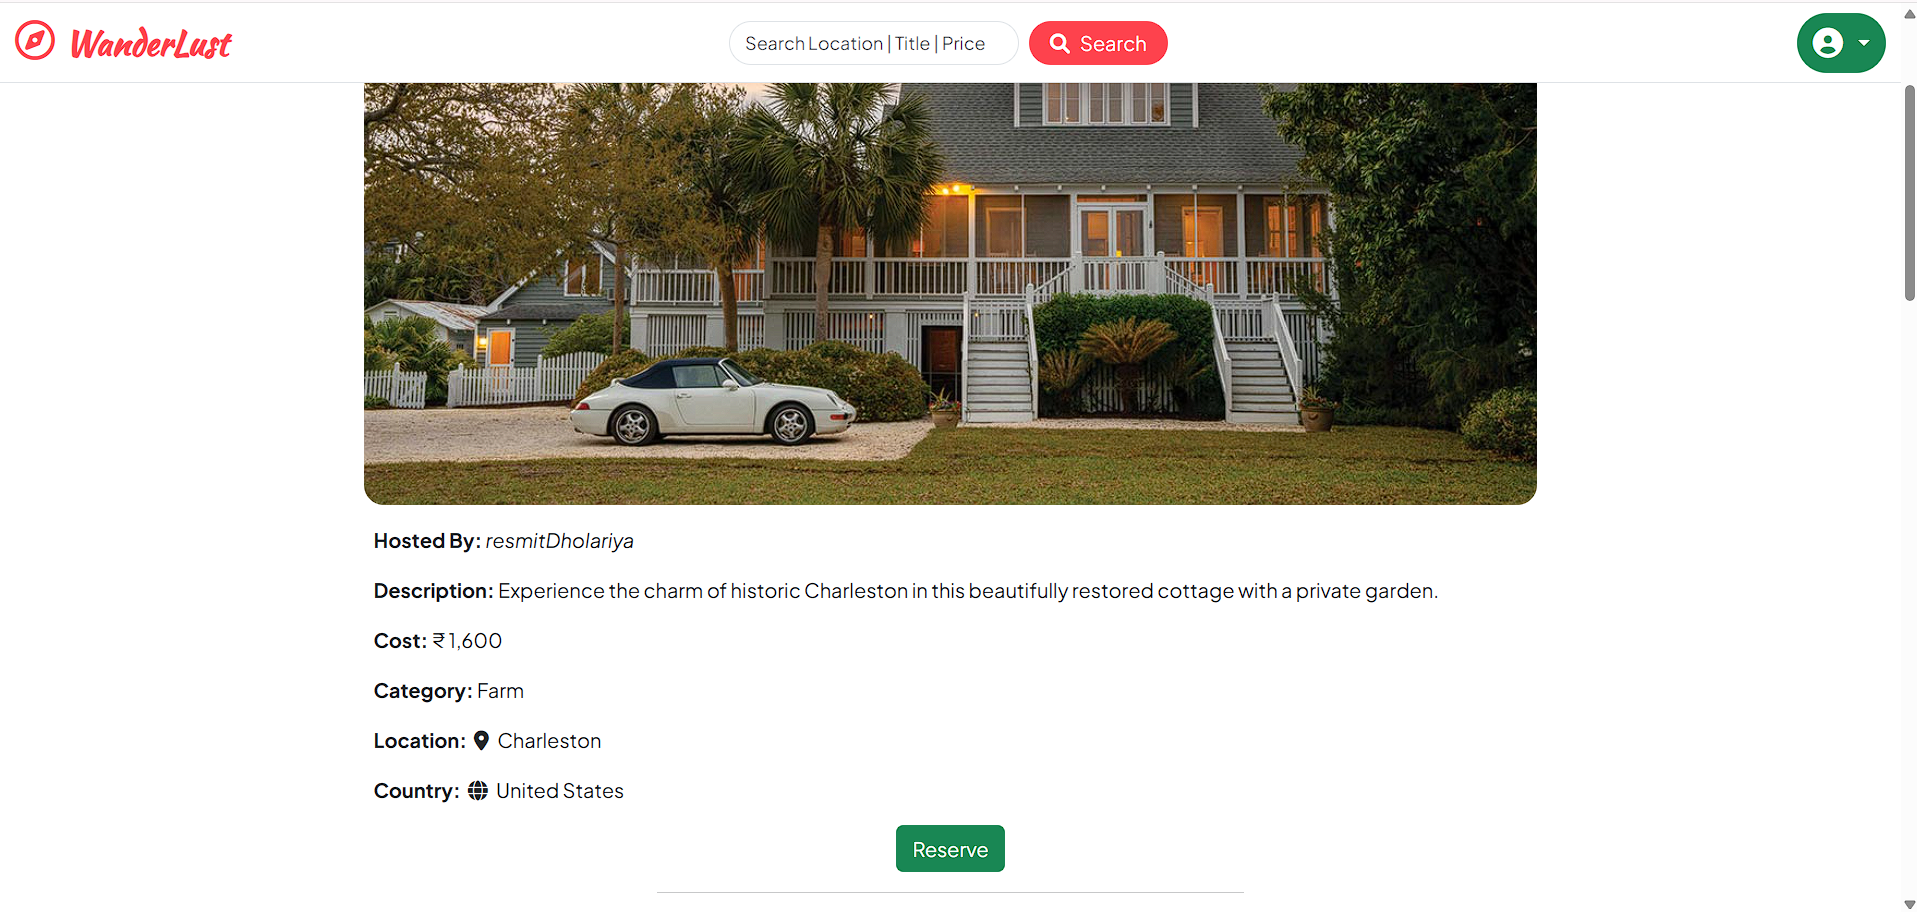 WanderLust
Search Location | Title | Price
Search
Hosted By: resmitDholariya
Description: Experience the charm of historic Charleston in this beautifully restored cottage with a private garden.
Cost: ₹ 1,600
Category: Farm
Location: Charleston
Country: United States
Reserve